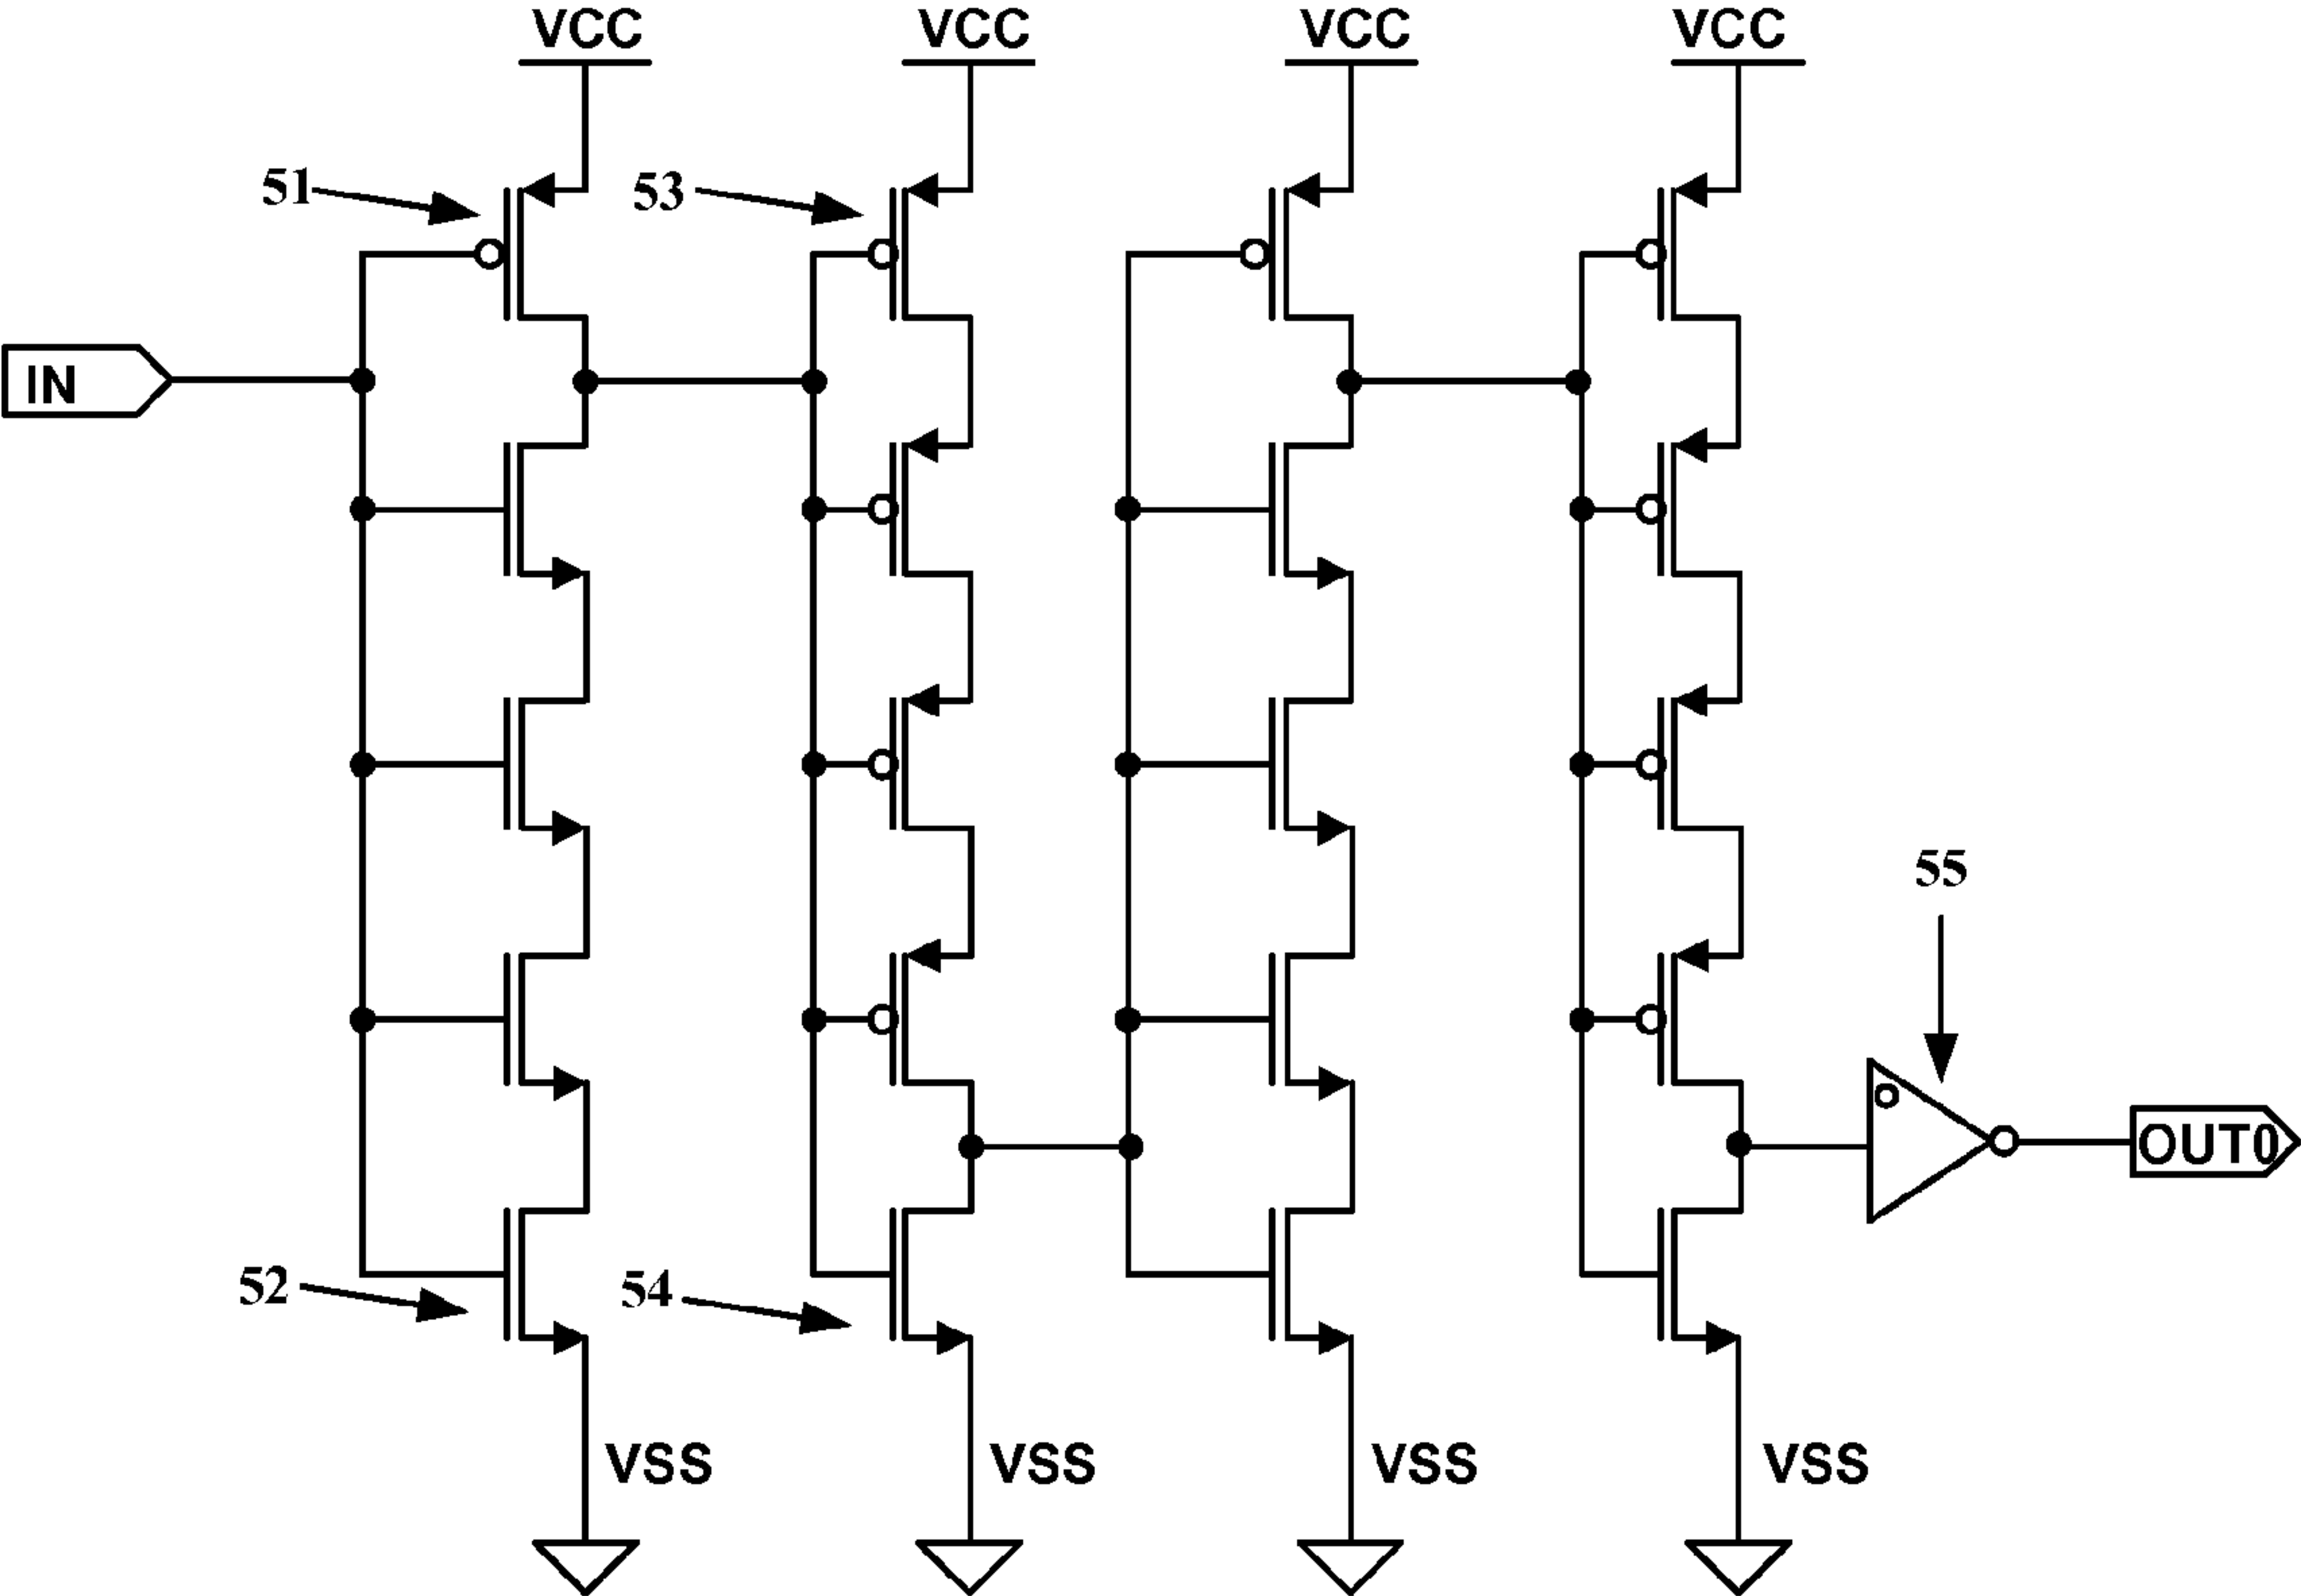 VCC VCC VCC VCC
51 53
IN
55
OUT0
52 54
VSS VSS VSS VSS